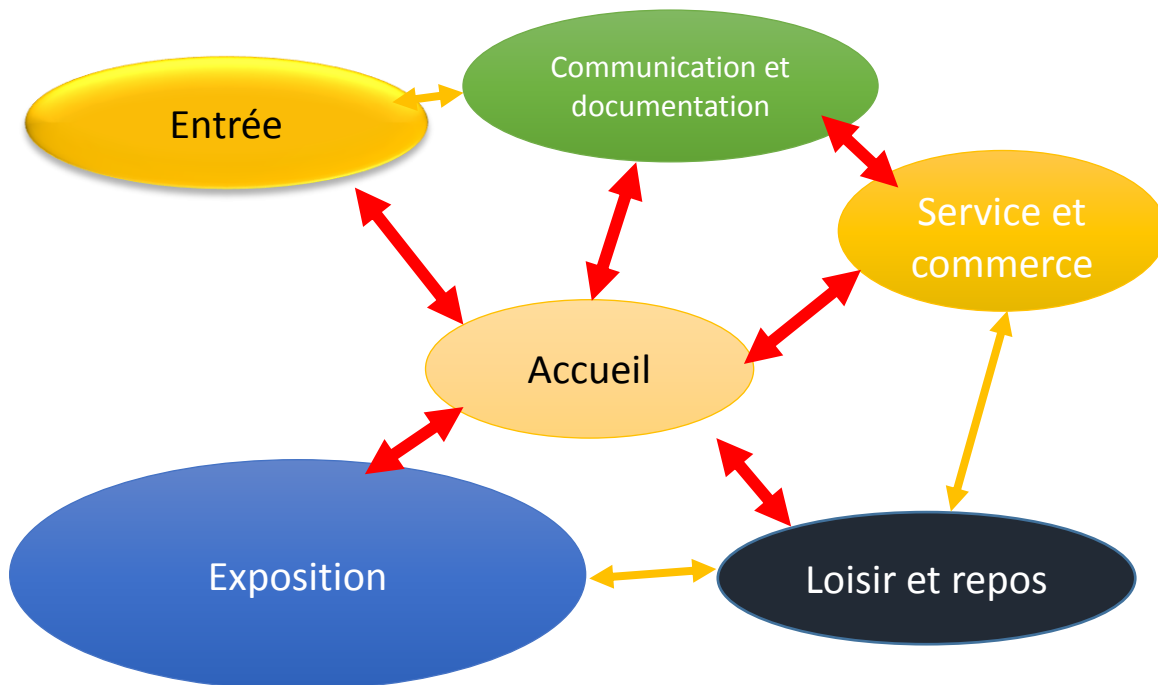 Communication et
documentation
Entrée
Service et
commerce
Accueil
Exposition
Loisir et repos